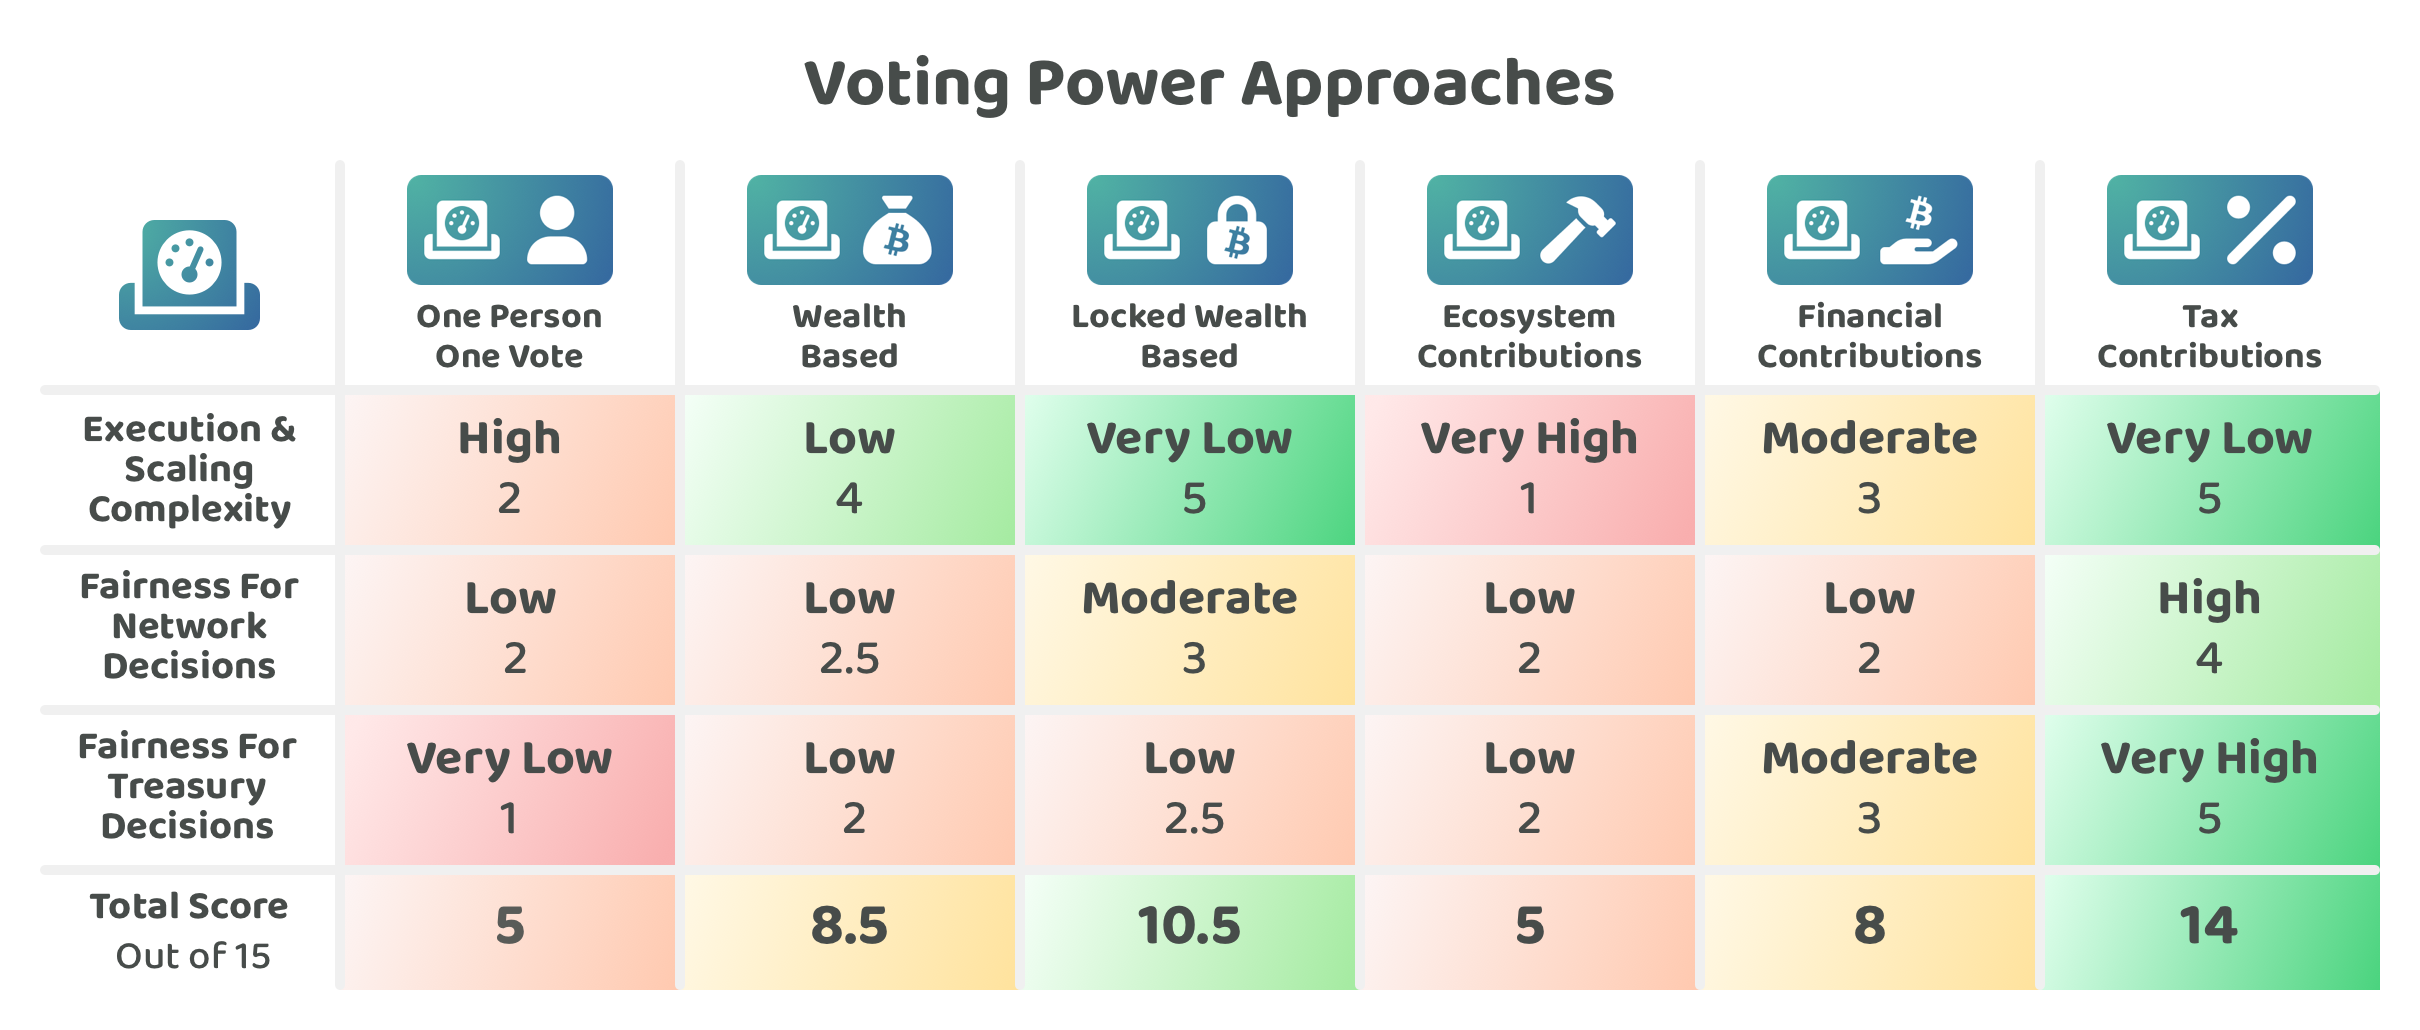 Voting Power Approaches
One Person
One Vote
Wealth
Based
Locked Wealth
Based
Ecosystem
Contributions
Financial
Contributions
Tax
Contributions
Execution &
Scaling
Complexity
High
2
Low
4
Very Low
5
Very High
1
Moderate
3
Very Low
5
Fairness For
Network
Decisions
Low
2
Low
2.5
Moderate
3
Low
2
Low
2
High
4
Fairness For
Treasury
Decisions
Very Low
1
Low
2
Low
2.5
Low
2
Moderate
3
Very High
5
Total Score
Out of 15
5
8.5
10.5
5
8
14